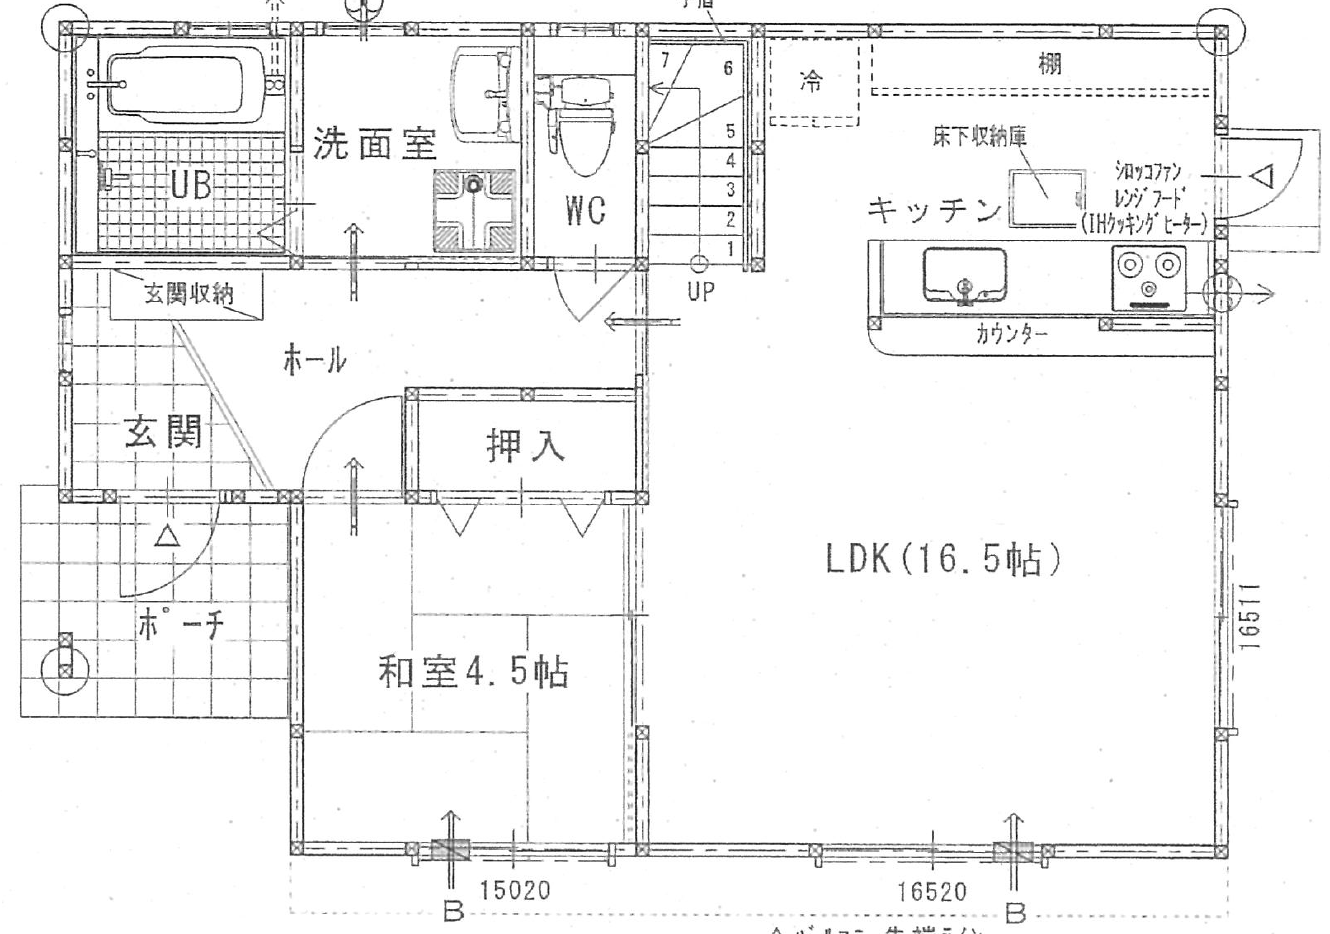 7
6
5
4
3
2
1
UP
冷
棚
床下収納庫
シロッコファン
レンジフード
(IHクッキングヒーター)
キッチン
カウンター
洗面室
UB
WC
玄関収納
ホール
玄関
押入
ポーチ
LDK(16.5帖)
和室4.5帖
16511
15020
16520
B
B